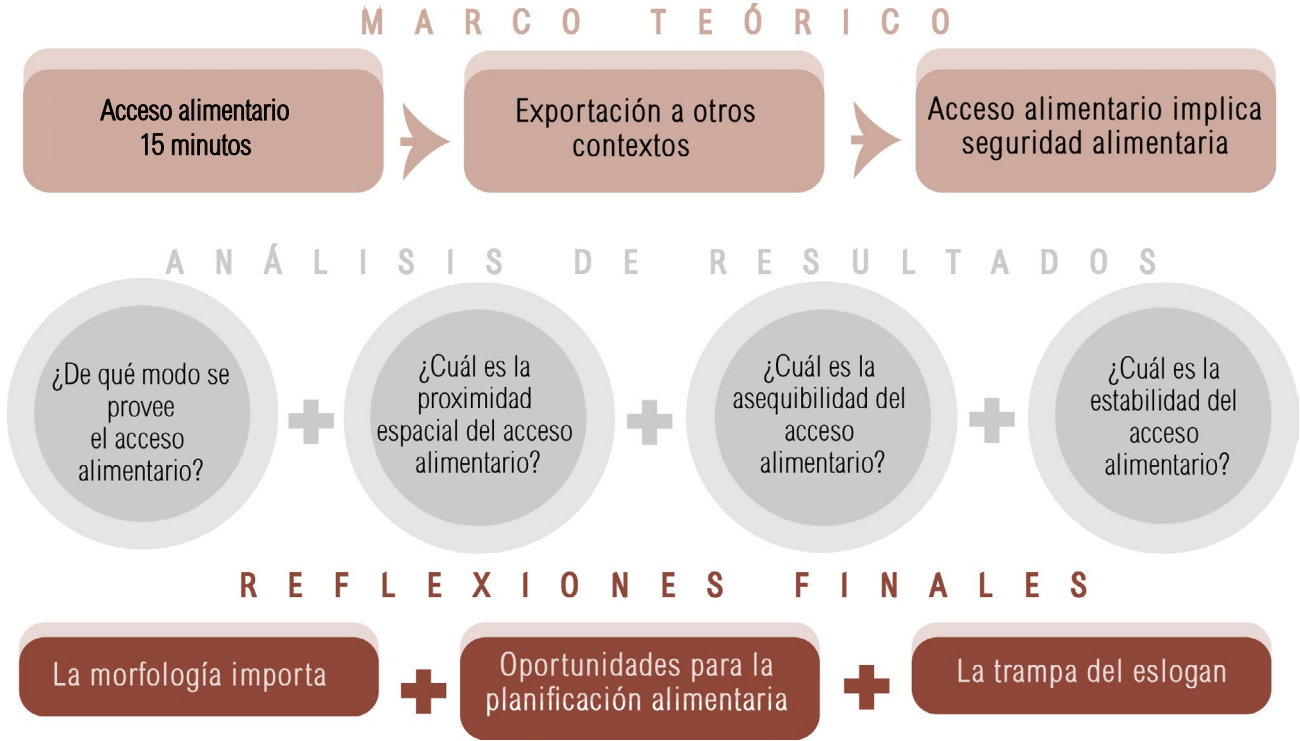 MARCO TEÓRICO
Acceso alimentario
15 minutos
Exportación a otros
contextos
Acceso alimentario implica
seguridad alimentaria
ANÁLISIS DE RESULTADOS
¿De qué modo se
provee
el acceso
alimentario?
¿Cuál es la
proximidad
espacial del acceso
alimentario?
¿Cuál es la
asequibilidad del
acceso
alimentario?
¿Cuál es la
estabilidad del
acceso
alimentario?
REFLEXIONES FINALES
La morfología importa
Oportunidades para la
planificación alimentaria
La trampa del eslogan